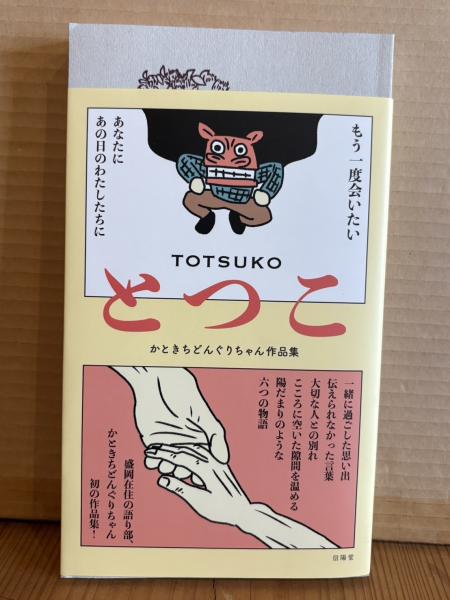 もう一度会いたい
あなたに
あの日のわたしたちに
TOTSUKO
とつこ
かときちどんぐりちゃん作品集
一緒に過ごした思い出
伝えられなかった言葉
大切な人との別れ
こころに空いた隙間を温める
陽だまりのような
六つの物語
盛岡在住の語り部、
かときちどんぐりちゃん
初の作品集!
信陽堂